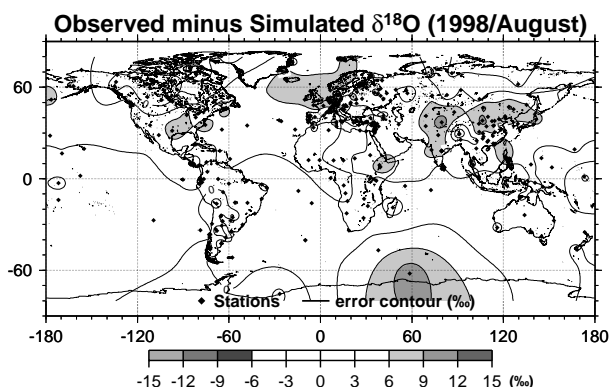 Observed minus Simulated δ¹⁸O (1998/August)
60
0
-60
Stations error contour (‰)
-180 -120 -60 0 60 120 180
-15 -12 -9 -6 -3 0 3 6 9 12 15 (‰)